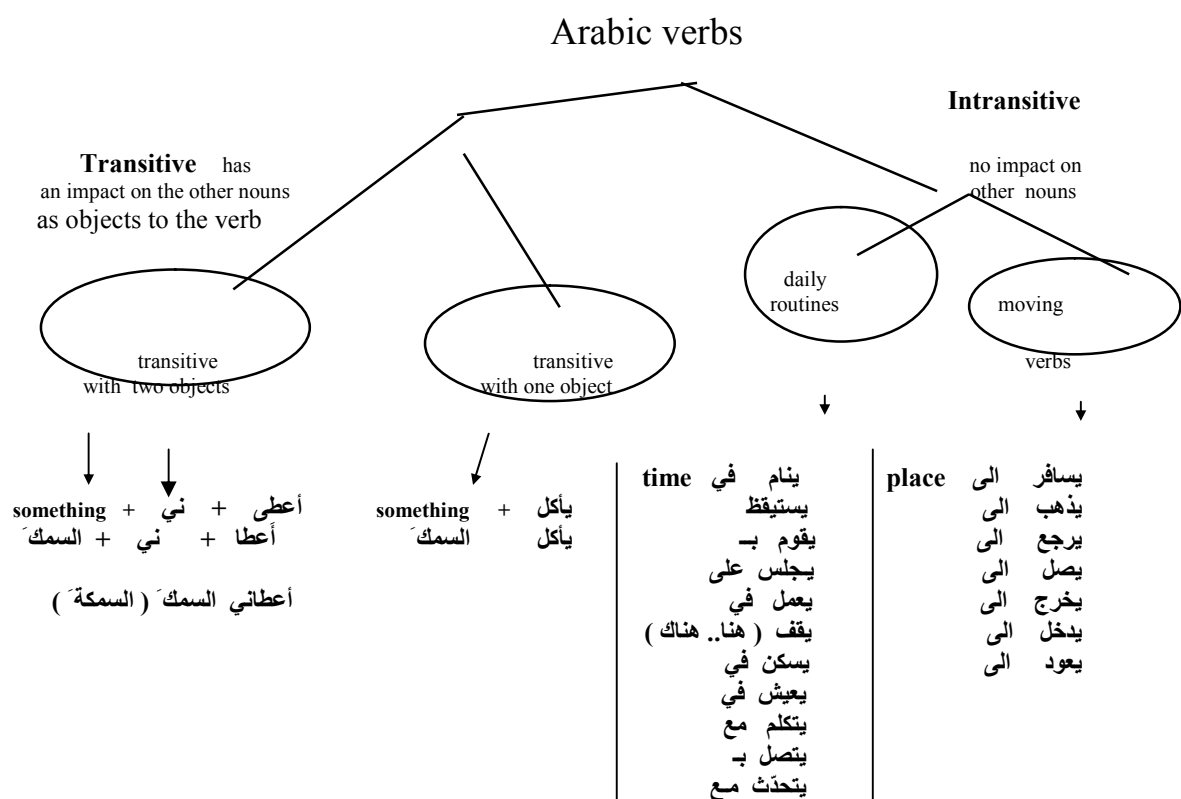 Arabic verbs
Intransitive
no impact on
other nouns
Transitive has
an impact on the other nouns
as objects to the verb
transitive
with two objects
transitive
with one object
daily
routines
moving
verbs
أعطى + ني + something
أَعطا + ني + السمكَ
أعطاني السمكَ ( السمكةَ )
يأكل + something
يأكل السمكَ
ينام في time
يستيقظ
يقوم بـ
يجلس على
يعمل في
يقف ( هنا.. هناك )
يسكن في
يعيش في
يتكلم مع
يتصل بـ
يتحدّث مع
يسافر الى place
يذهب الى
يرجع الى
يصل الى
يخرج الى
يدخل الى
يعود الى